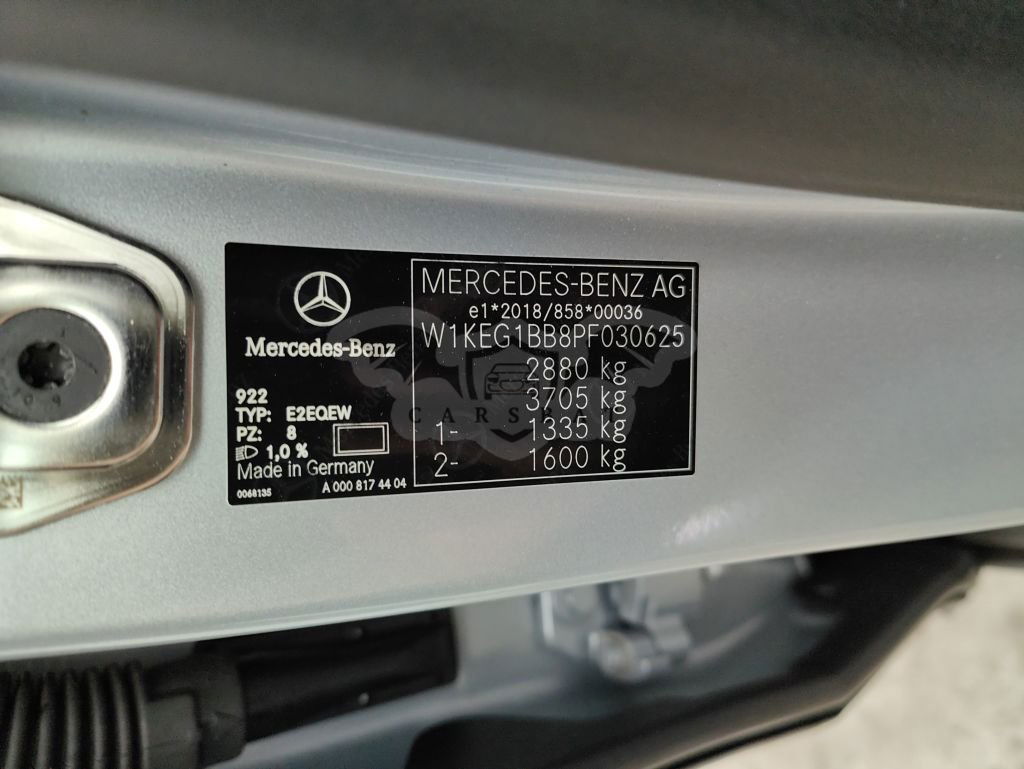 Mercedes-Benz
922
TYP: E2EQEW
PZ: 8
1,0 %
Made in Germany
0068135 A 000 817 44 04
MERCEDES-BENZ AG
e1*2018/858*00036
W1KEG1BB8PF030625
2880 kg
3705 kg
1- 1335 kg
2- 1600 kg